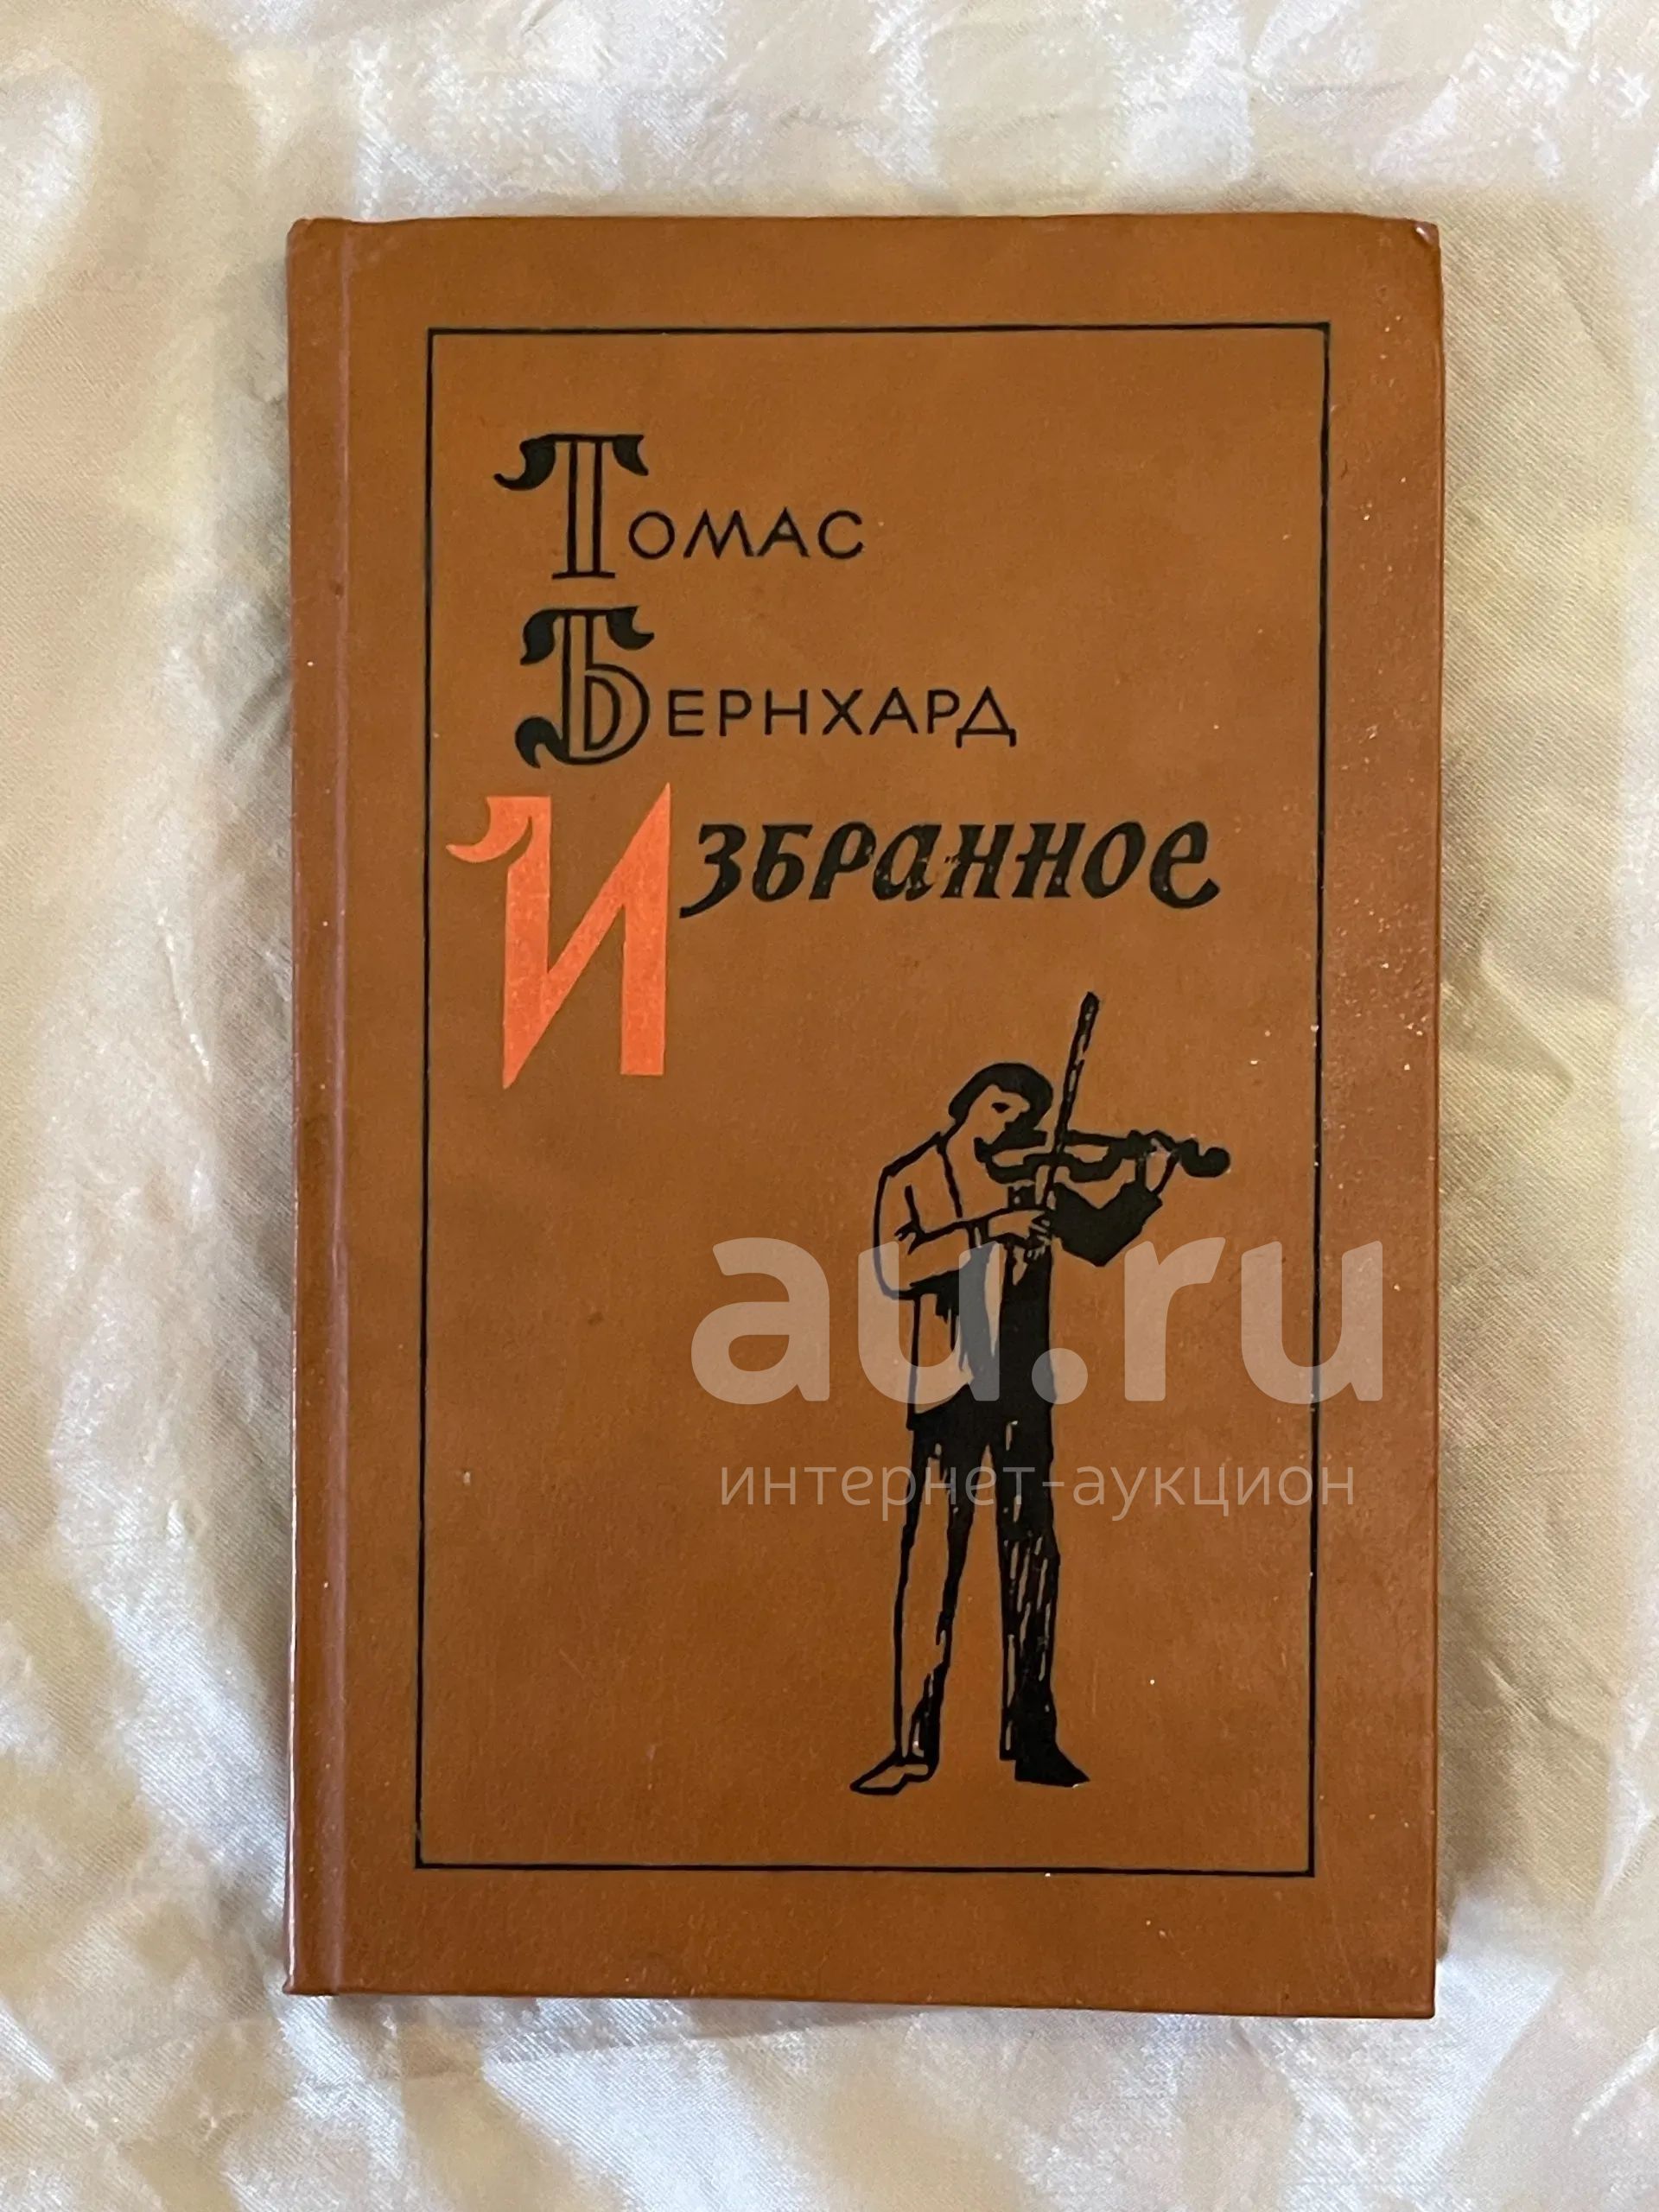 Томас
Бернхард
Избранное
au.ru
интернет-аукцион